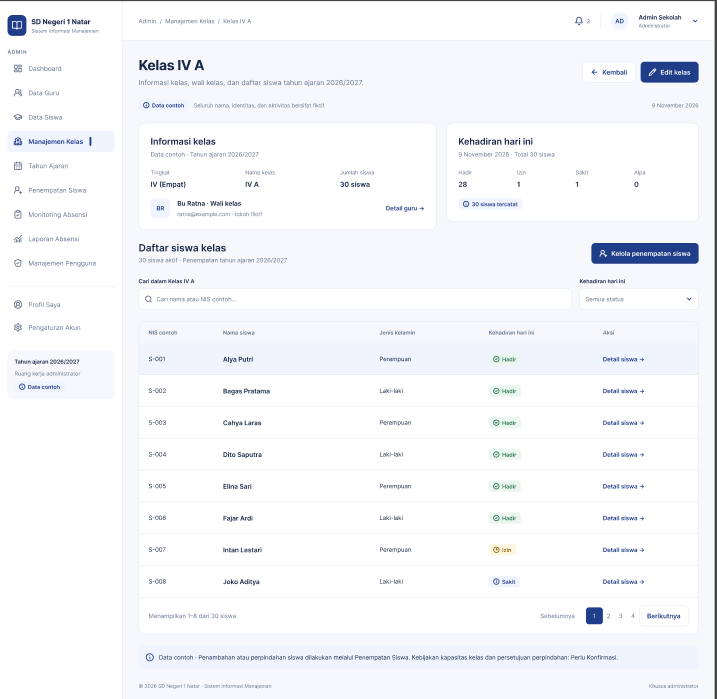 SD Negeri 1 Natar
Sistem Informasi Manajemen
ADMIN
Dashboard
Data Guru
Data Siswa
Manajemen Kelas
Tahun Ajaran
Penempatan Siswa
Monitoring Absensi
Laporan Absensi
Manajemen Pengguna
Profil Saya
Pengaturan Akun
Tahun ajaran 2026/2027
Ruang kerja administrator
Data contoh
Admin / Manajemen Kelas / Kelas IV A
3
AD
Admin Sekolah
Administrator
Kelas IV A
Informasi kelas, wali kelas, dan daftar siswa tahun ajaran 2026/2027.
← Kembali
Edit kelas
Data contoh Seluruh nama, identitas, dan aktivitas bersifat fiktif.
9 November 2026
Informasi kelas
Data contoh · Tahun ajaran 2026/2027
Tingkat Nama kelas Jumlah siswa
IV (Empat) IV A 30 siswa
BR
Bu Ratna · Wali kelas
ratna@example.com · tokoh fiktif
Detail guru →
Kehadiran hari ini
9 November 2026 · Total 30 siswa
Hadir Izin Sakit Alpa
28 1 1 0
30 siswa tercatat
Daftar siswa kelas
30 siswa aktif · Penempatan tahun ajaran 2026/2027
Kelola penempatan siswa
Cari dalam Kelas IV A
Cari nama atau NIS contoh...
Kehadiran hari ini
Semua status
NIS contoh Nama siswa Jenis kelamin Kehadiran hari ini Aksi
S-001 Alya Putri Perempuan Hadir Detail siswa →
S-002 Bagas Pratama Laki-laki Hadir Detail siswa →
S-003 Cahya Laras Perempuan Hadir Detail siswa →
S-004 Dito Saputra Laki-laki Hadir Detail siswa →
S-005 Elina Sari Perempuan Hadir Detail siswa →
S-006 Fajar Ardi Laki-laki Hadir Detail siswa →
S-007 Intan Lestari Perempuan Izin Detail siswa →
S-008 Joko Aditya Laki-laki Sakit Detail siswa →
Menampilkan 1-8 dari 30 siswa
Sebelumnya 1 2 3 4 Berikutnya
Data contoh · Penambahan atau perpindahan siswa dilakukan melalui Penempatan Siswa. Kebijakan kapasitas kelas dan persetujuan perpindahan: Perlu Konfirmasi.
© 2026 SD Negeri 1 Natar · Sistem Informasi Manajemen
Khusus administrator